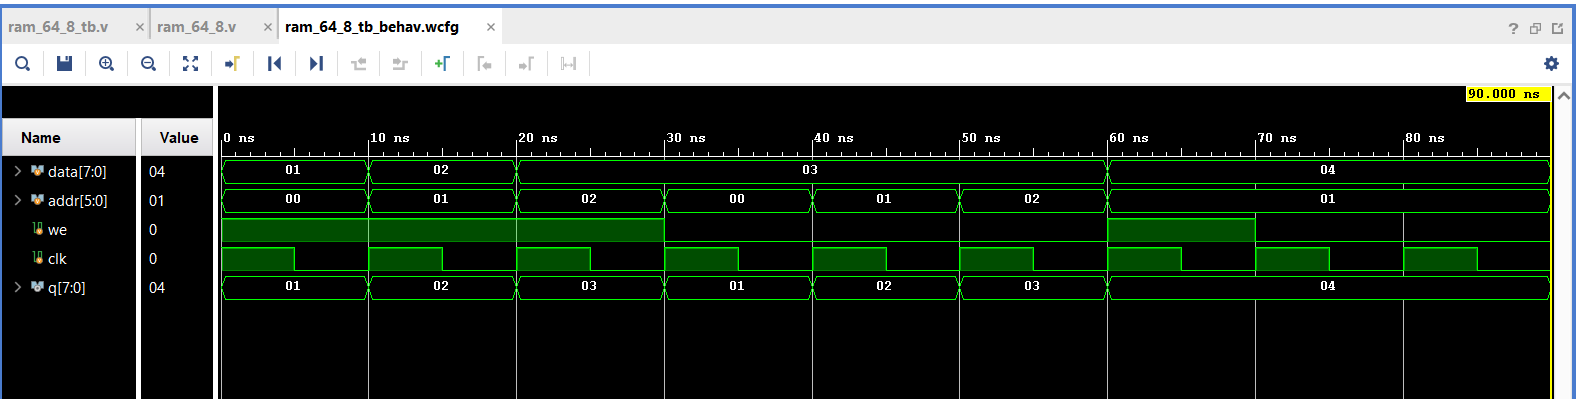 ram_64_8_tb.v × ram_64_8.v × ram_64_8_tb_behav.wcfg × ?
90.000 ns
Name Value
0 ns 10 ns 20 ns 30 ns 40 ns 50 ns 60 ns 70 ns 80 ns
data[7:0] 04 01 02 03 04
addr[5:0] 01 00 01 02 00 01 02 01
we 0
clk 0
q[7:0] 04 01 02 03 01 02 03 04